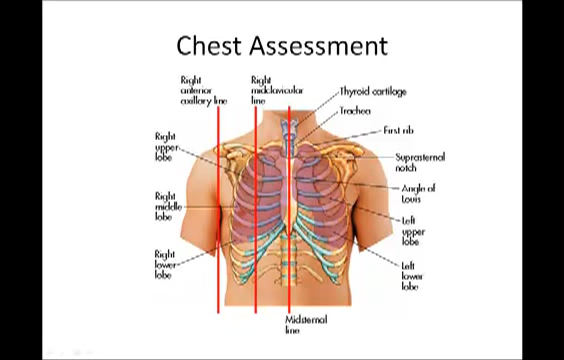 Chest Assessment
Right
anterior
axillary line
Right
midclavicular
line
Thyroid cartilage
Trachea
First rib
Right
upper
lobe
Suprasternal
notch
Angle of
Louis
Right
middle
lobe
Left
upper
lobe
Right
lower
lobe
Left
lower
lobe
Midsternal
line